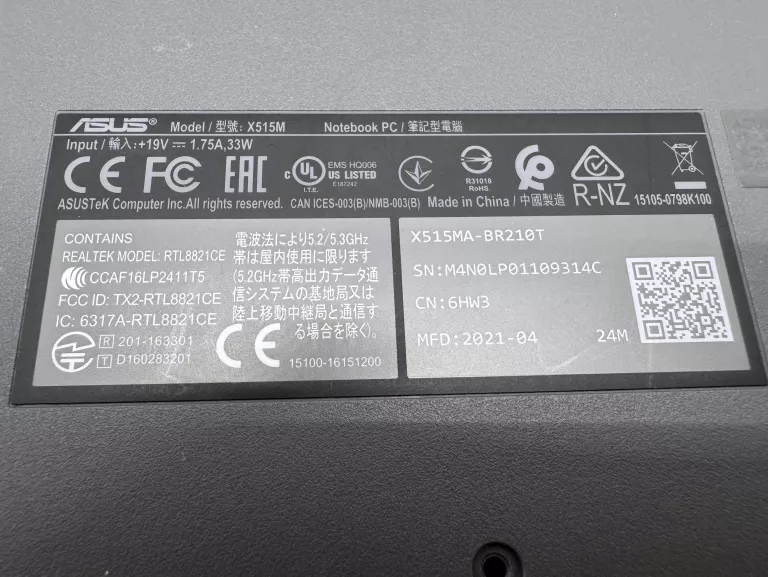 ASUS® Model / 型號: X515M Notebook PC / 筆記型電腦
Input / 輸入: +19V ⎓ 1.75A,33W
CE FC EAC c UL US LISTED I.T.E. EMS HQ006 E187247 R31018 RoHS R-NZ
ASUSTeK Computer Inc.All rights reserved. CAN ICES-003(B)/NMB-003(B) Made in China / 中國製造 15105-0798K100
CONTAINS
REALTEK MODEL: RTL8821CE
CCAF16LP2411T5
FCC ID: TX2-RTL8821CE
IC: 6317A-RTL8821CE
R 201-163301
T D160283201
電波法により5.2/5.3GHz
帯は屋内使用に限ります
(5.2GHz帯高出力データ通
信システムの基地局又は
陸上移動中継局と通信す
る場合を除く)。
CE 15100-16151200
X515MA-BR210T
SN:M4N0LP01109314C
CN:6HW3
MFD:2021-04 24M